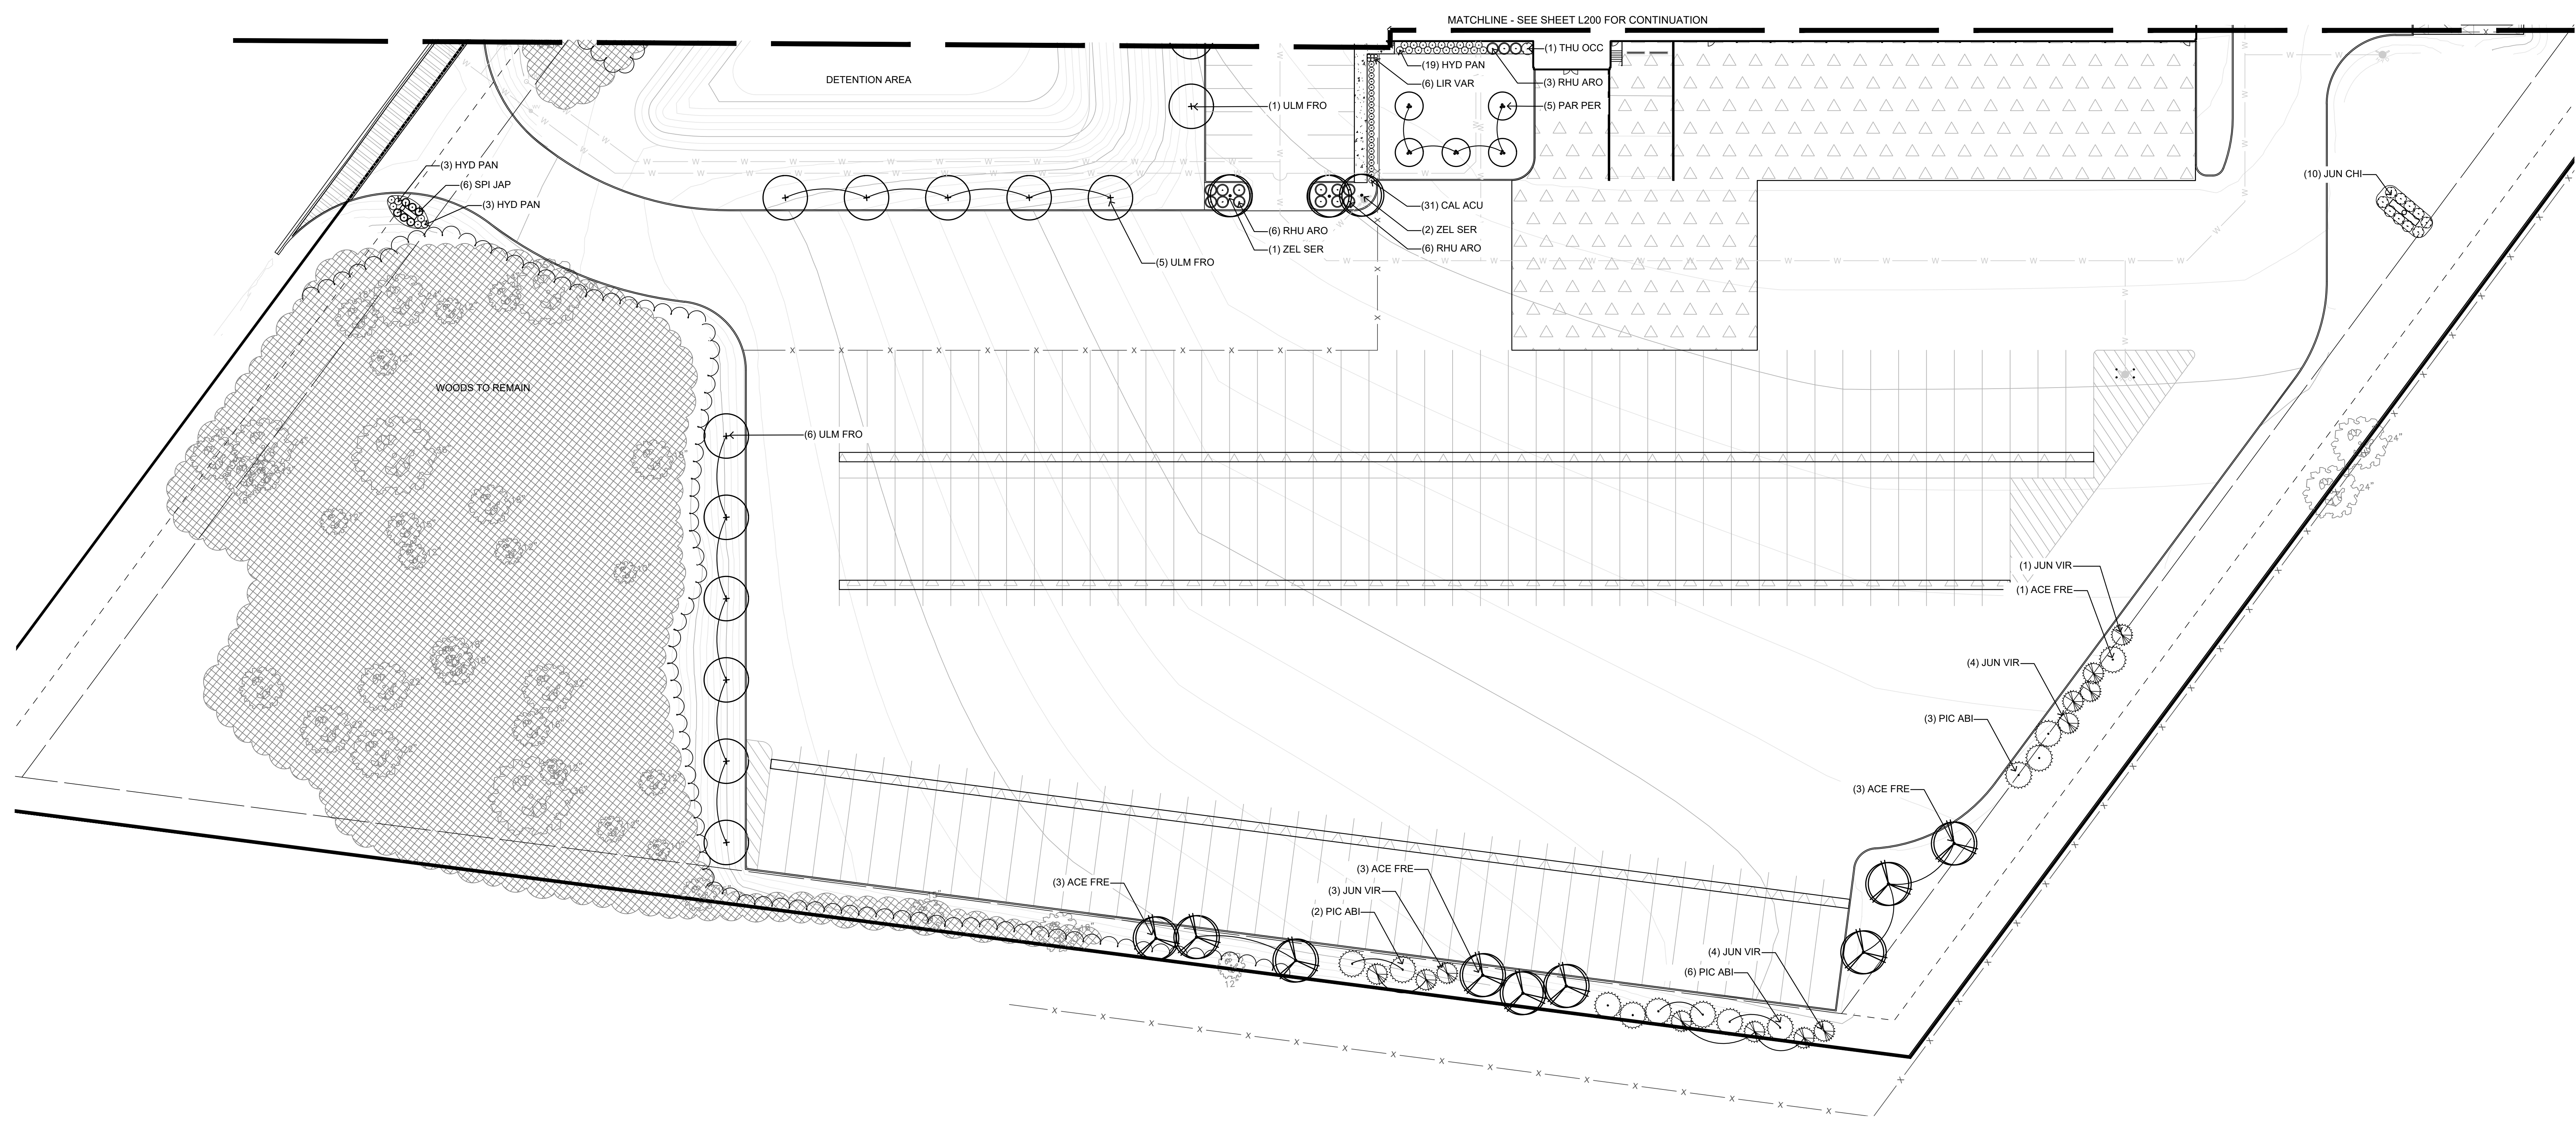 MATCHLINE - SEE SHEET L200 FOR CONTINUATION
(1) THU OCC
(19) HYD PAN
DETENTION AREA
(3) RHU ARO
(6) LIR VAR
(1) ULM FRO
(5) PAR PER
(3) HYD PAN
(10) JUN CHI
(6) SPI JAP
(3) HYD PAN
(31) CAL ACU
(6) RHU ARO
(2) ZEL SER
(1) ZEL SER
(6) RHU ARO
(5) ULM FRO
WOODS TO REMAIN
(6) ULM FRO
24"
24"
(1) JUN VIR
(1) ACE FRE
(4) JUN VIR
(3) PIC ABI
(3) ACE FRE
(3) ACE FRE
(3) ACE FRE
(3) JUN VIR
(2) PIC ABI
(4) JUN VIR
(6) PIC ABI
12"